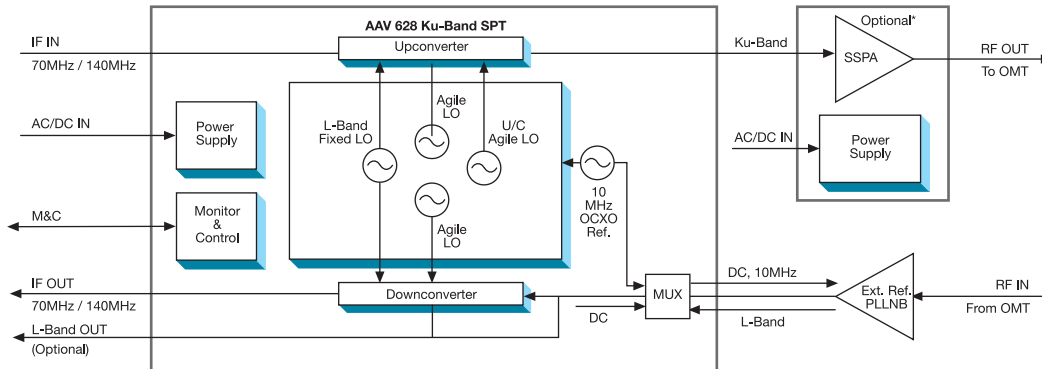 AAV 628 Ku-Band SPT
IF IN
70MHz / 140MHz
Upconverter
Ku-Band
Optional*
SSPA
RF OUT
To OMT
AC/DC IN
Power
Supply
L-Band
Fixed LO
Agile
LO
U/C
Agile LO
AC/DC IN
Power
Supply
M&C
Monitor
&
Control
Agile
LO
10
MHz
OCXO
Ref.
IF OUT
70MHz / 140MHz
Downconverter
DC
MUX
DC, 10MHz
L-Band
Ext. Ref.
PLLNB
RF IN
From OMT
L-Band OUT
(Optional)